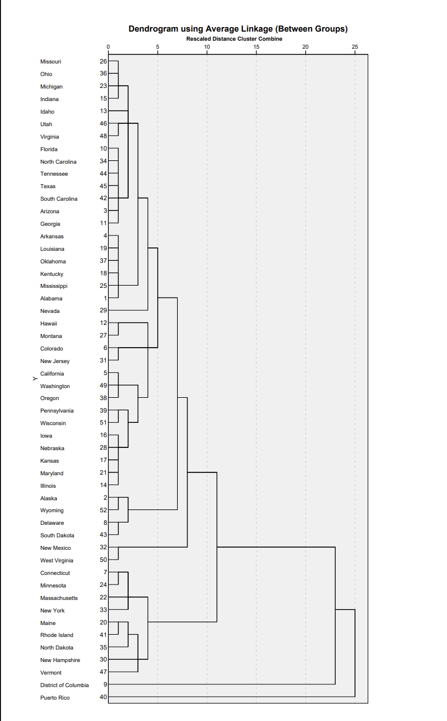 Dendrogram using Average Linkage (Between Groups)
Rescaled Distance Cluster Combine
0 5 10 15 20 25
Missouri 26
Ohio 36
Michigan 23
Indiana 15
Idaho 13
Utah 46
Virginia 48
Florida 10
North Carolina 34
Tennessee 44
Texas 45
South Carolina 42
Arizona 3
Georgia 11
Arkansas 4
Louisiana 19
Oklahoma 37
Kentucky 18
Mississippi 25
Alabama 1
Nevada 29
Hawaii 12
Montana 27
Colorado 6
New Jersey 31
California 5
Y
Washington 49
Oregon 38
Pennsylvania 39
Wisconsin 51
Iowa 16
Nebraska 28
Kansas 17
Maryland 21
Illinois 14
Alaska 2
Wyoming 52
Delaware 8
South Dakota 43
New Mexico 32
West Virginia 50
Connecticut 7
Minnesota 24
Massachusetts 22
New York 33
Maine 20
Rhode Island 41
North Dakota 35
New Hampshire 30
Vermont 47
District of Columbia 9
Puerto Rico 40